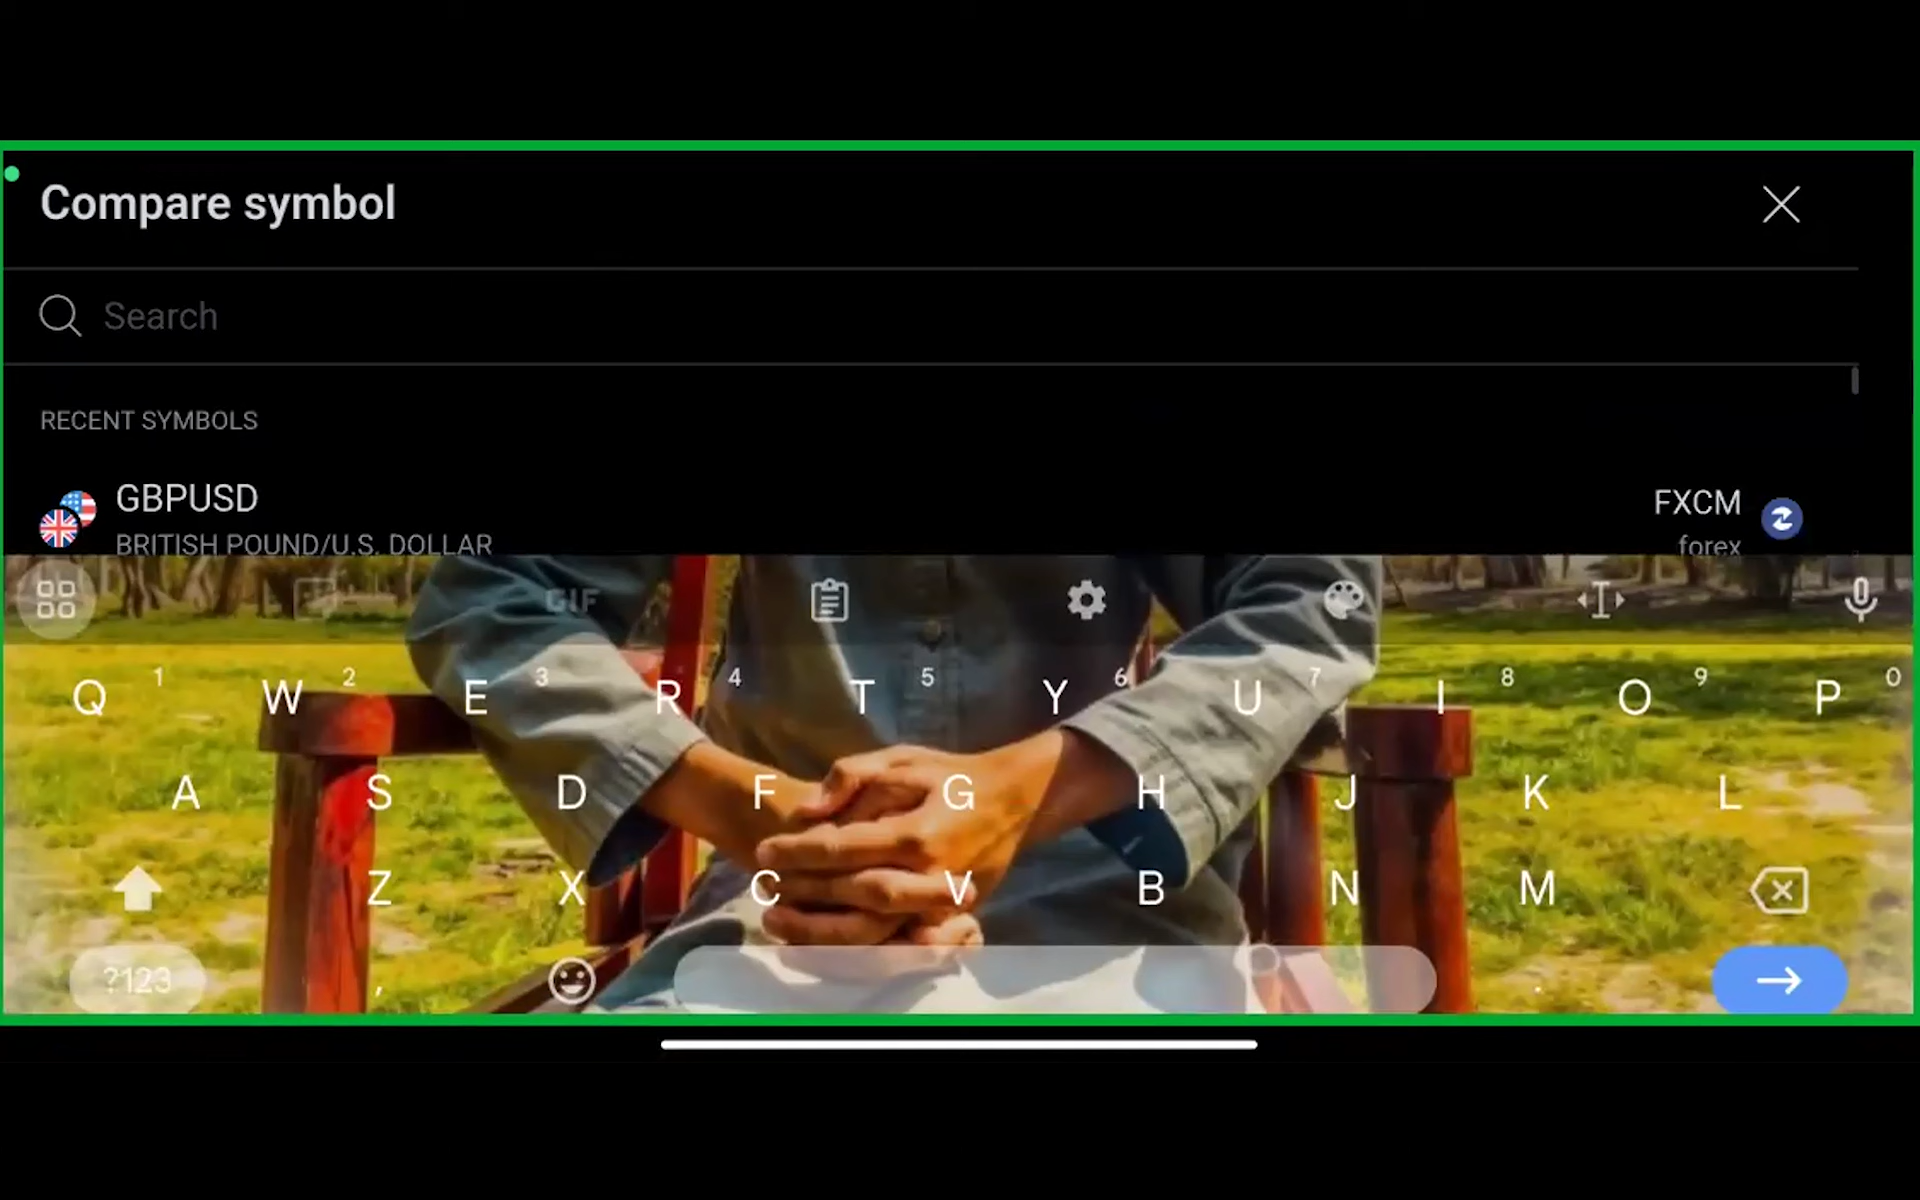 Compare symbol
Search
RECENT SYMBOLS
GBPUSD
FXCM
BRITISH POUND/U.S. DOLLAR
forex
GIF
Q 1 W 2 E 3 R 4 T 5 Y 6 U 7 I 8 O 9 P 0
A S D F G H J K L
Z X C V B N M
?123 , .